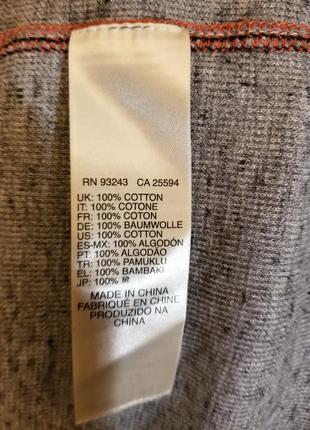 RN 93243 CA 25594
UK: 100% COTTON
IT: 100% COTONE
FR: 100% COTON
DE: 100% BAUMWOLLE
US: 100% COTTON
ES-MX: 100% ALGODÓN
PT: 100% ALGODÃO
TR: 100% PAMUKLU
EL: 100% BAMBAKI
JP: 100%
MADE IN CHINA
FABRIQUÉ EN CHINE
PRODUZIDO NA
CHINA